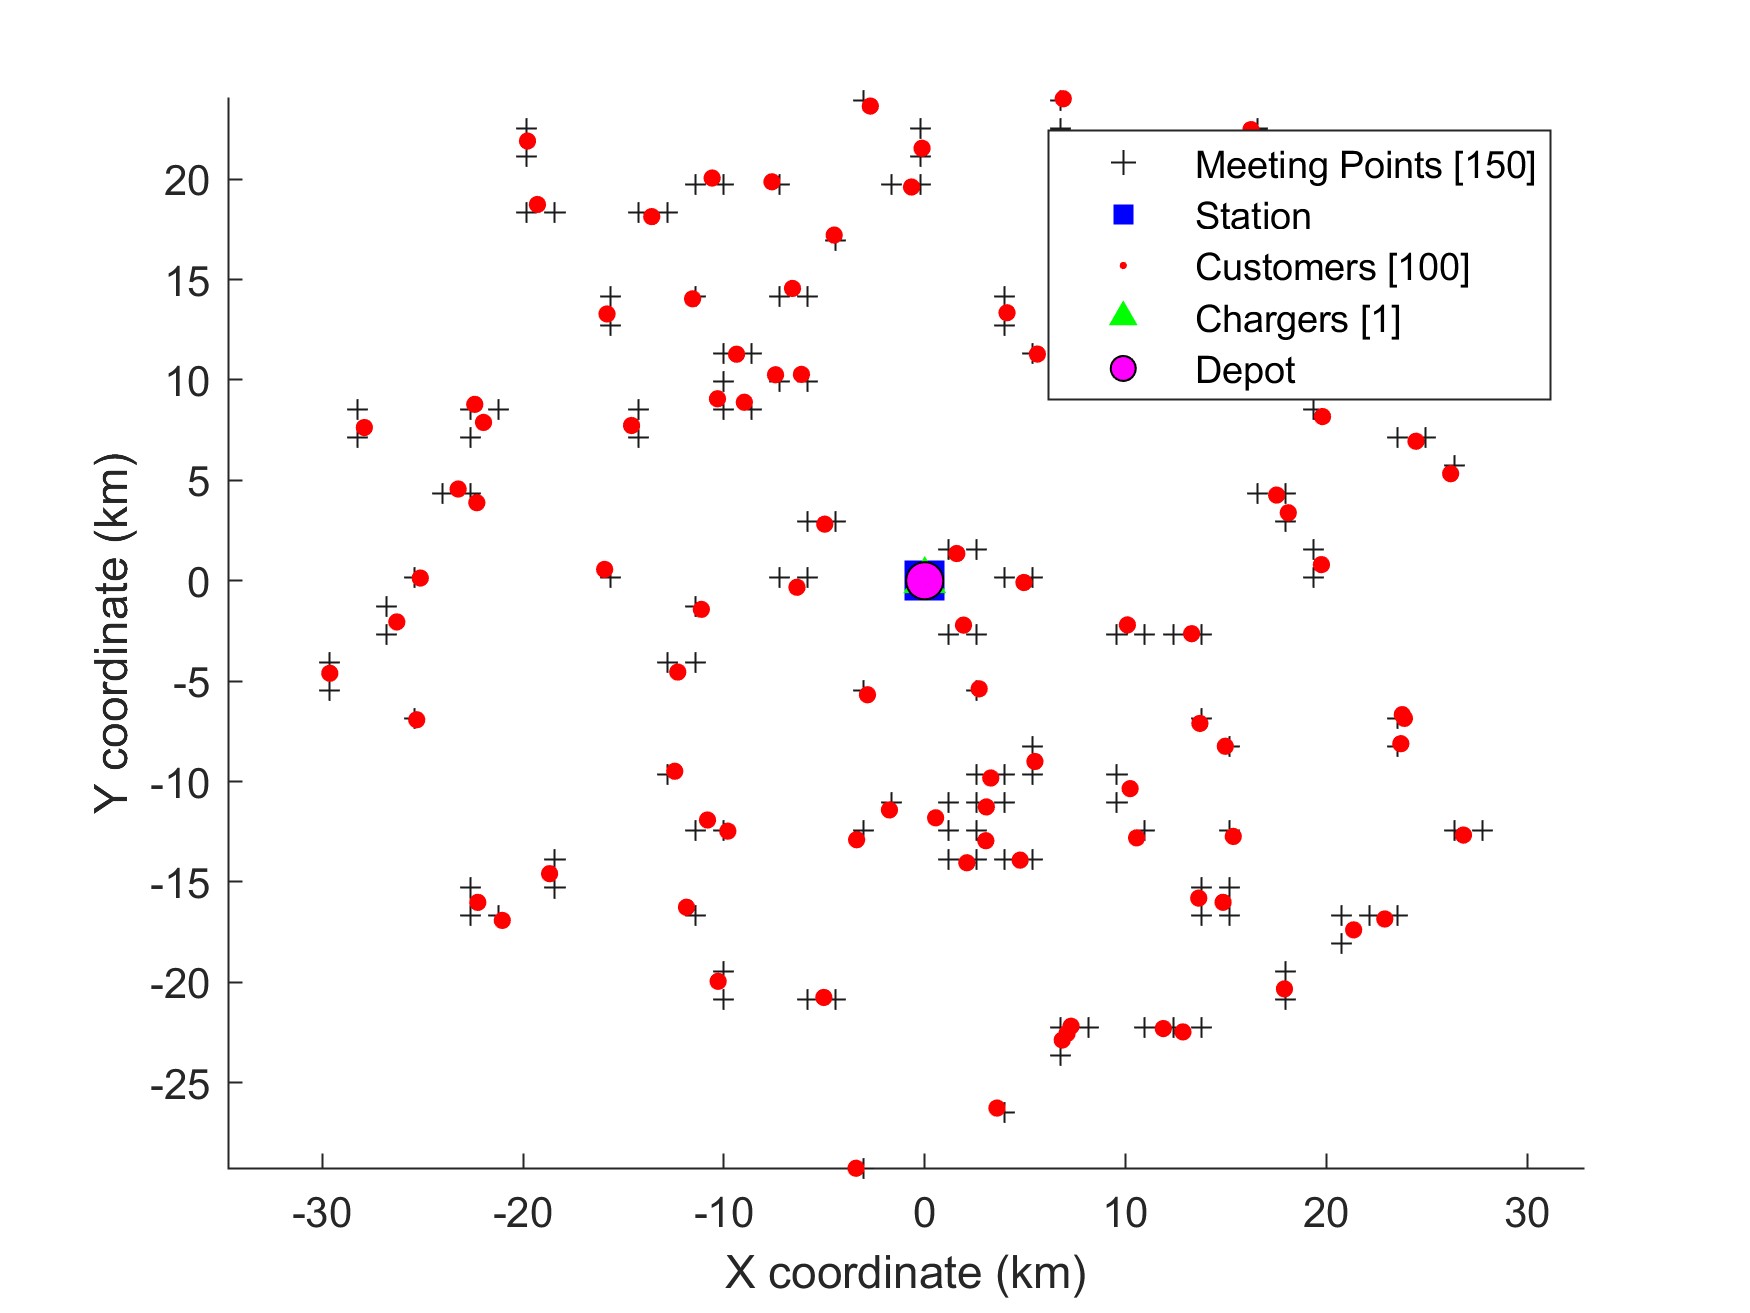 20
15
10
5
0
-5
-10
-15
-20
-25
Y coordinate (km)
Meeting Points [150]
Station
Customers [100]
Chargers [1]
Depot
-30 -20 -10 0 10 20 30
X coordinate (km)